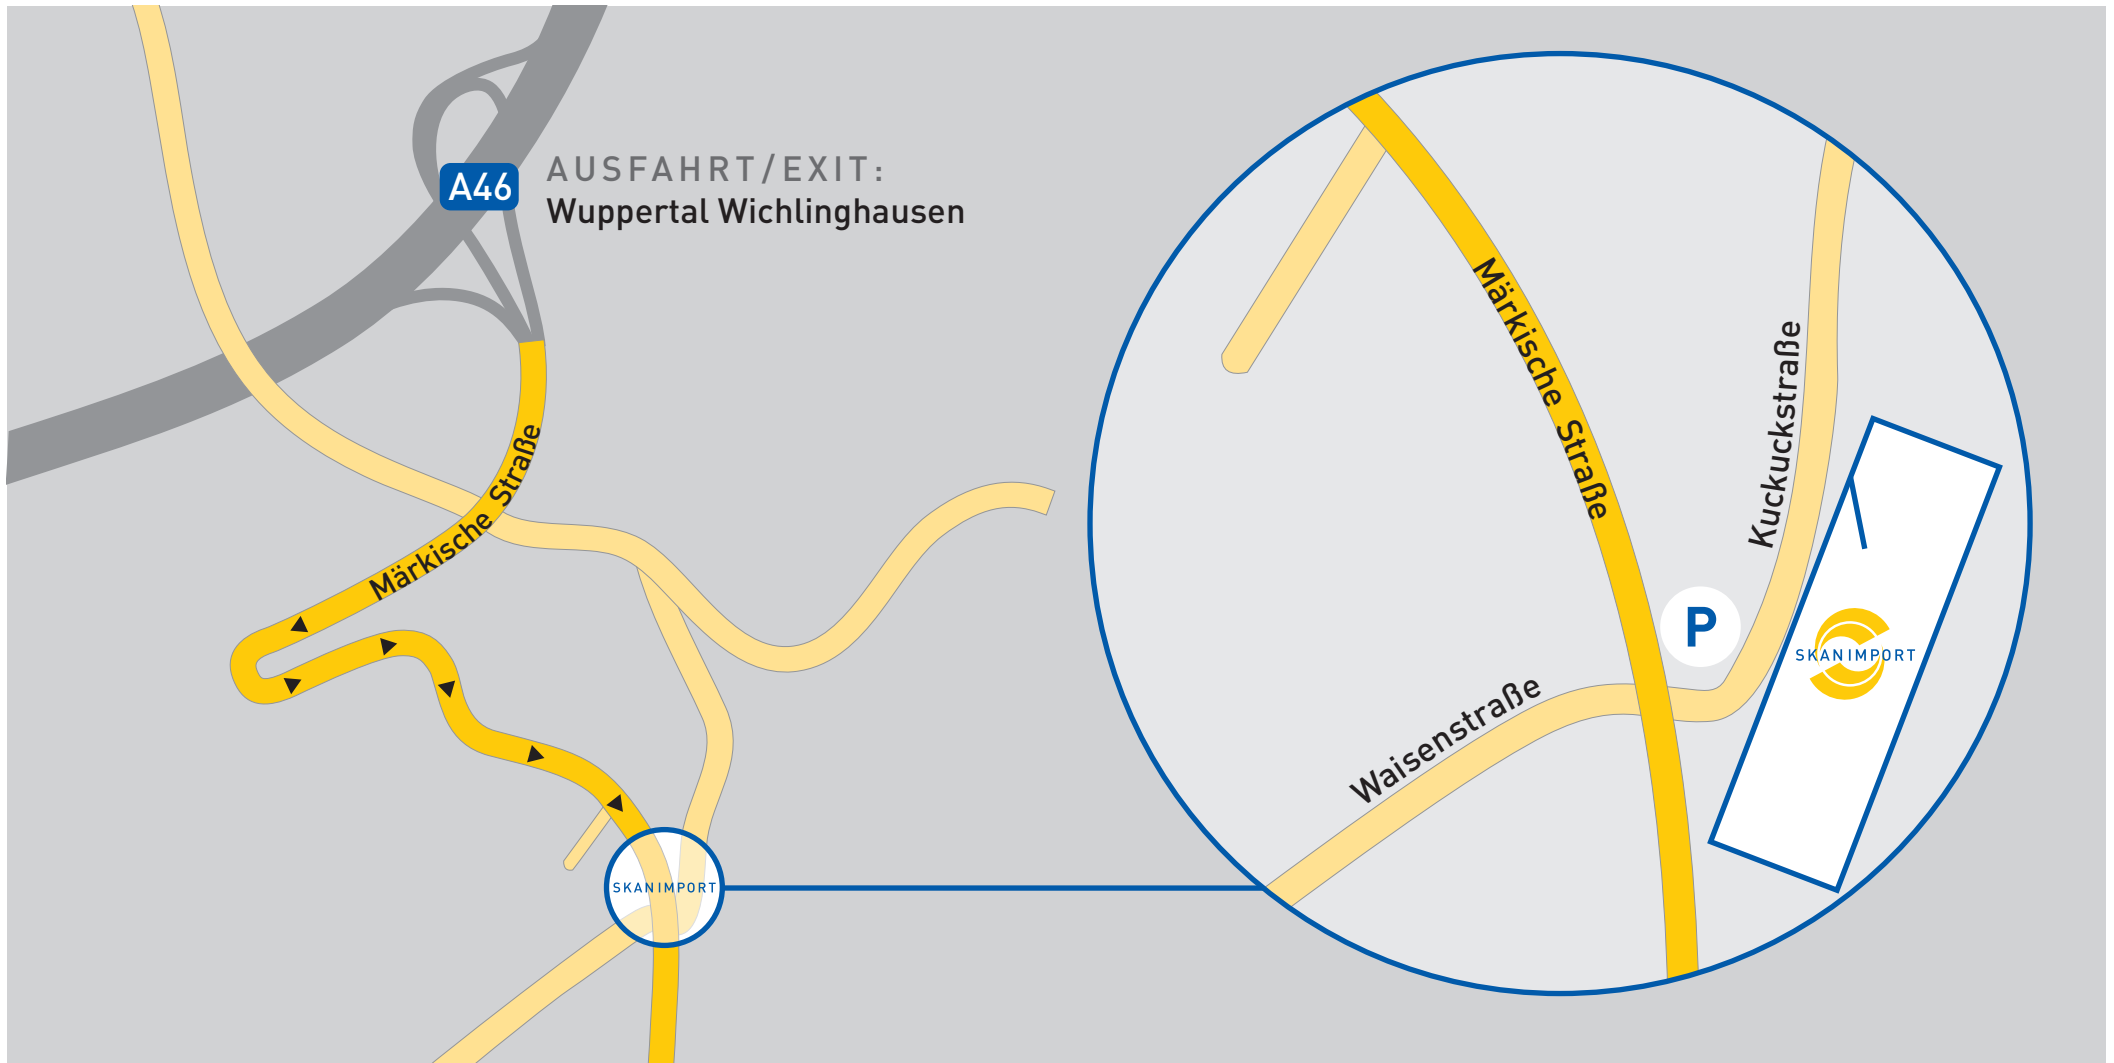 A46
AUSFAHRT/EXIT:
Wuppertal Wichlinghausen
Märkische Straße
SKANIMPORT
Märkische Straße
Kuckuckstraße
P
SKANIMPORT
Waisenstraße